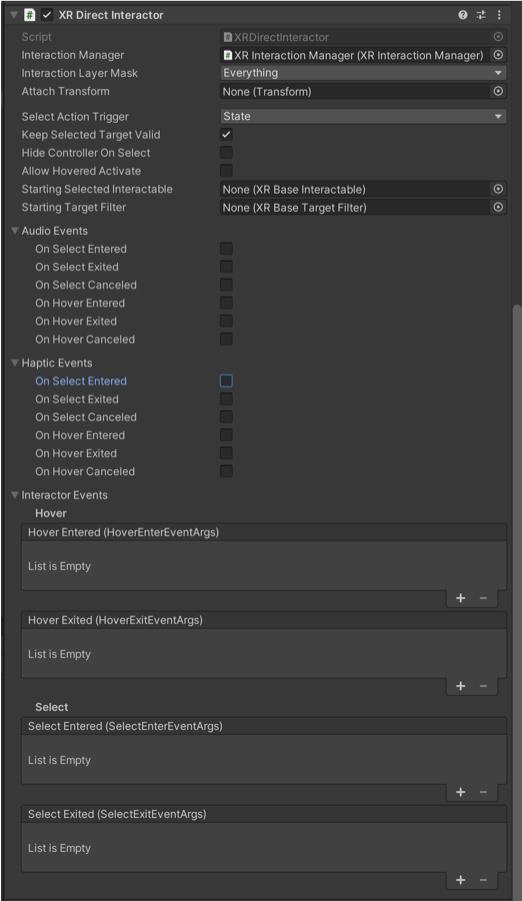 XR Direct Interactor
Script XRDirectInteractor
Interaction Manager XR Interaction Manager (XR Interaction Manager)
Interaction Layer Mask Everything
Attach Transform None (Transform)
Select Action Trigger State
Keep Selected Target Valid
Hide Controller On Select
Allow Hovered Activate
Starting Selected Interactable None (XR Base Interactable)
Starting Target Filter None (XR Base Target Filter)
Audio Events
On Select Entered
On Select Exited
On Select Canceled
On Hover Entered
On Hover Exited
On Hover Canceled
Haptic Events
On Select Entered
On Select Exited
On Select Canceled
On Hover Entered
On Hover Exited
On Hover Canceled
Interactor Events
Hover
Hover Entered (HoverEnterEventArgs)
List is Empty
Hover Exited (HoverExitEventArgs)
List is Empty
Select
Select Entered (SelectEnterEventArgs)
List is Empty
Select Exited (SelectExitEventArgs)
List is Empty